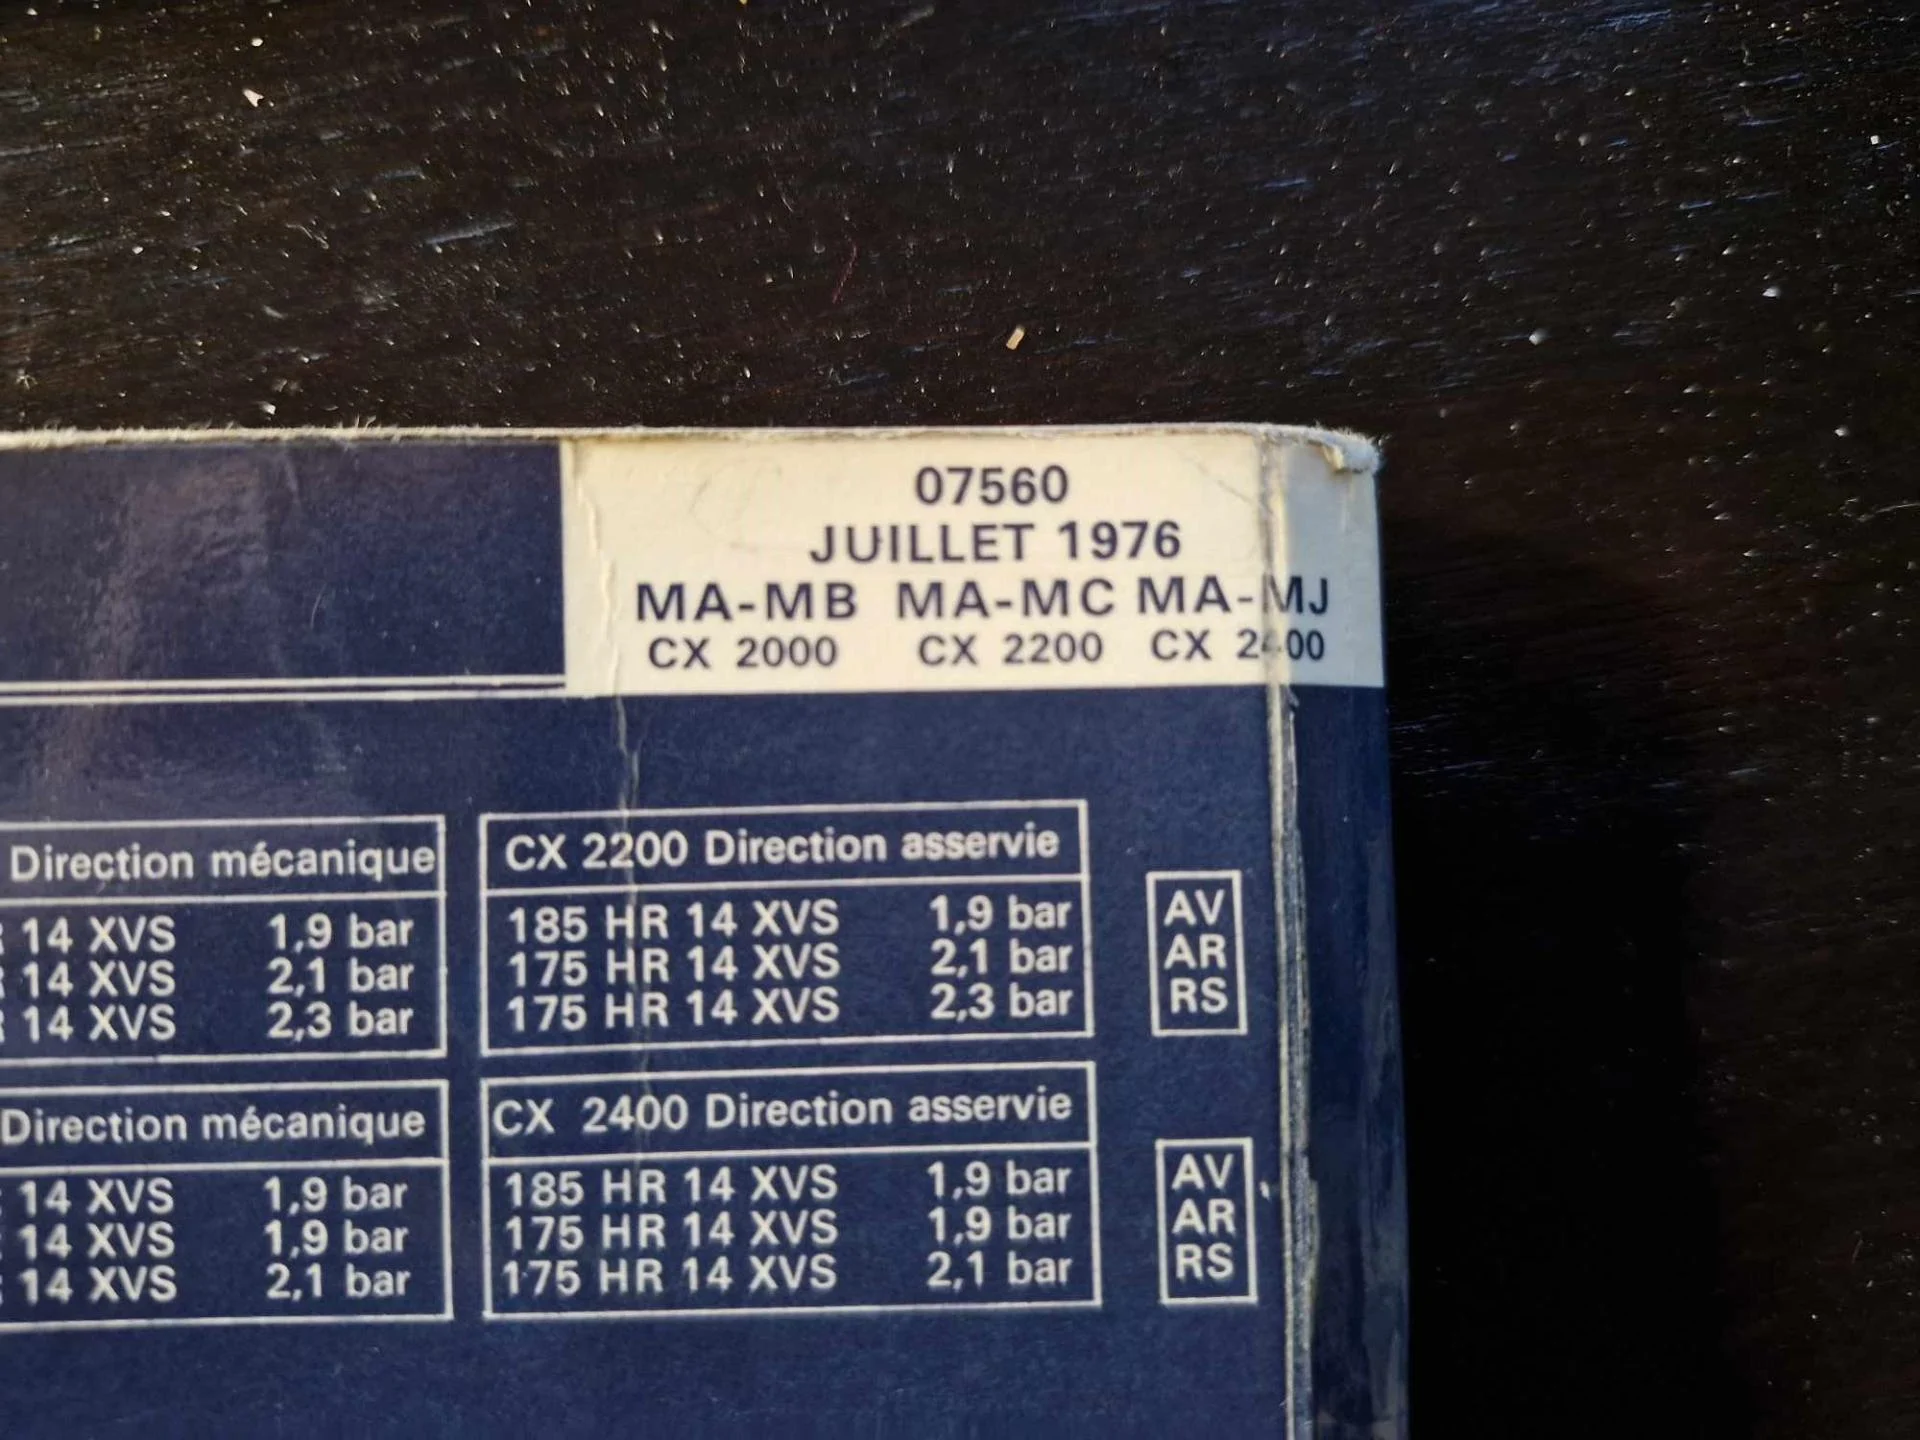 07560
JUILLET 1976
MA-MB MA-MC MA-MJ
CX 2000 CX 2200 CX 2400
Direction mécanique
14 XVS 1,9 bar
14 XVS 2,1 bar
14 XVS 2,3 bar
CX 2200 Direction asservie
185 HR 14 XVS 1,9 bar
175 HR 14 XVS 2,1 bar
175 HR 14 XVS 2,3 bar
AV
AR
RS
Direction mécanique
14 XVS 1,9 bar
14 XVS 1,9 bar
14 XVS 2,1 bar
CX 2400 Direction asservie
185 HR 14 XVS 1,9 bar
175 HR 14 XVS 1,9 bar
175 HR 14 XVS 2,1 bar
AV
AR
RS